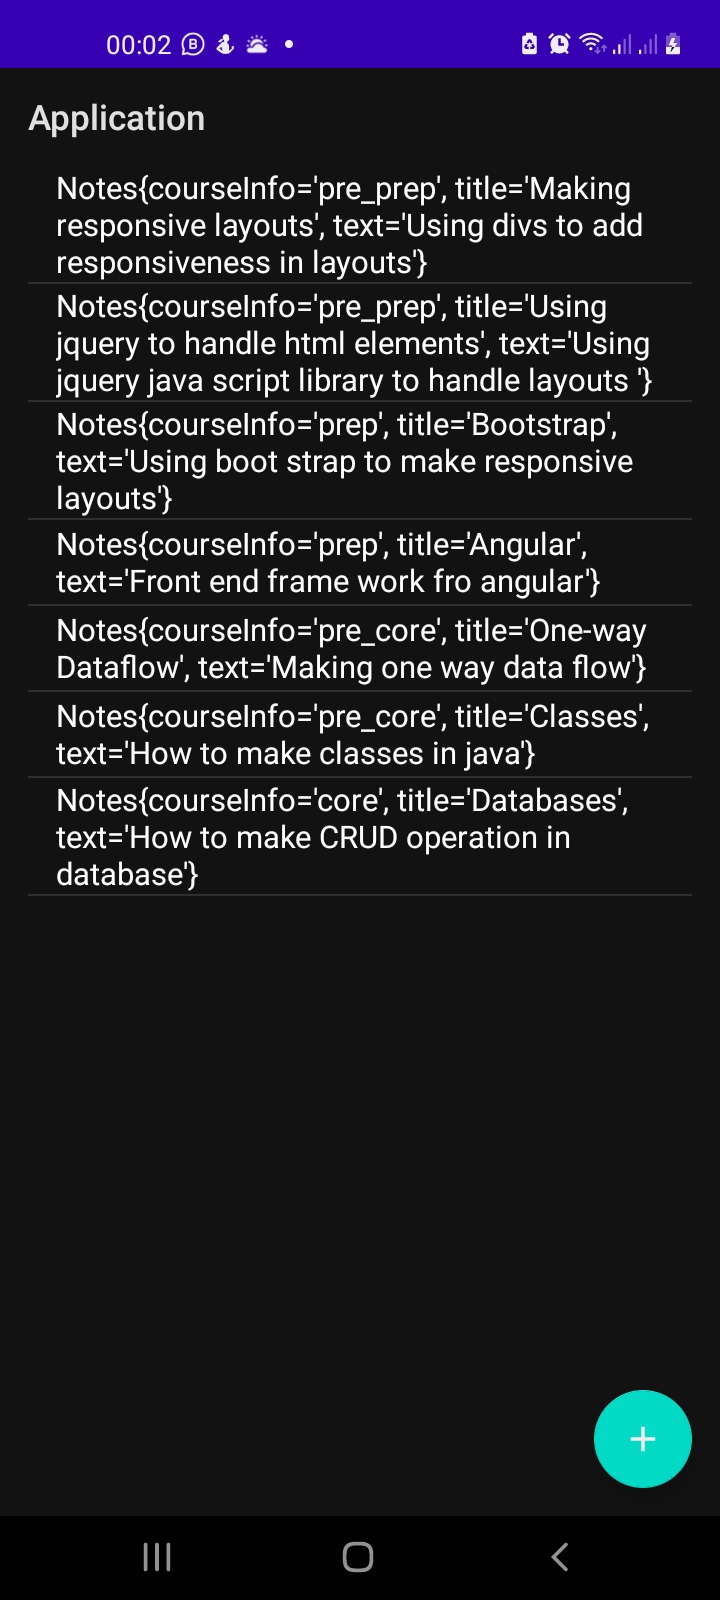 00:02
Application
Notes{courseInfo='pre_prep', title='Making
responsive layouts', text='Using divs to add
responsiveness in layouts'}
Notes{courseInfo='pre_prep', title='Using
jquery to handle html elements', text='Using
jquery java script library to handle layouts '}
Notes{courseInfo='prep', title='Bootstrap',
text='Using boot strap to make responsive
layouts'}
Notes{courseInfo='prep', title='Angular',
text='Front end frame work fro angular'}
Notes{courseInfo='pre_core', title='One-way
Dataflow', text='Making one way data flow'}
Notes{courseInfo='pre_core', title='Classes',
text='How to make classes in java'}
Notes{courseInfo='core', title='Databases',
text='How to make CRUD operation in
database'}